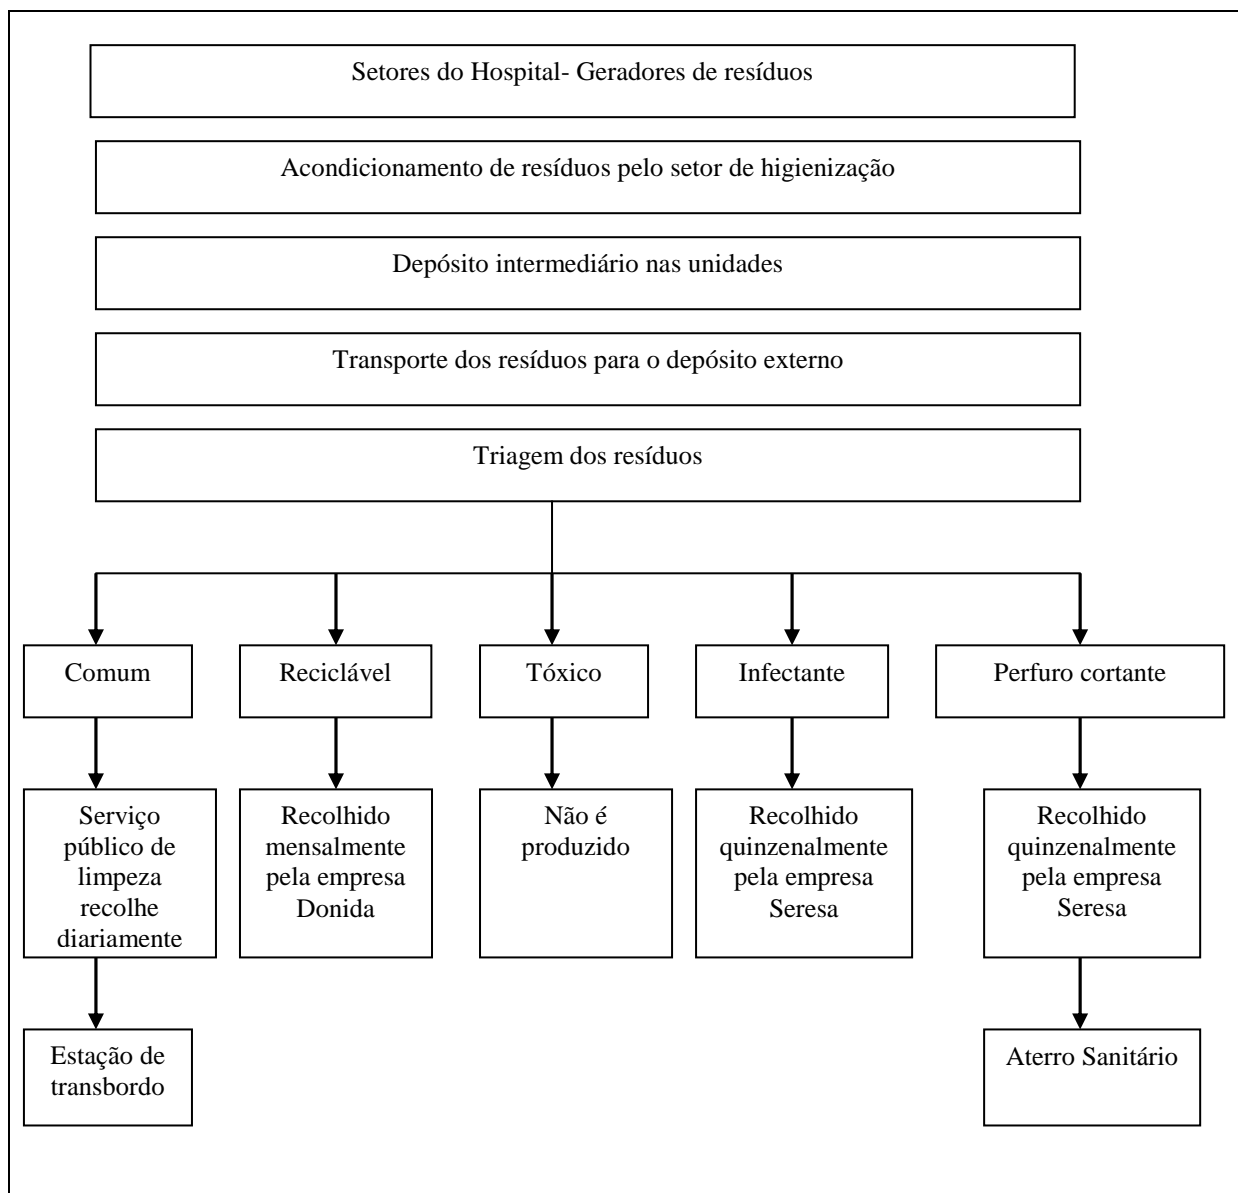 Setores do Hospital- Geradores de resíduos
Acondicionamento de resíduos pelo setor de higienização
Depósito intermediário nas unidades
Transporte dos resíduos para o depósito externo
Triagem dos resíduos
Comum
Reciclável
Tóxico
Infectante
Perfuro cortante
Serviço
público de
limpeza
recolhe
diariamente
Recolhido
mensalmente
pela empresa
Donida
Não é
produzido
Recolhido
quinzenalmente
pela empresa
Seresa
Recolhido
quinzenalmente
pela empresa
Seresa
Estação de
transbordo
Aterro Sanitário